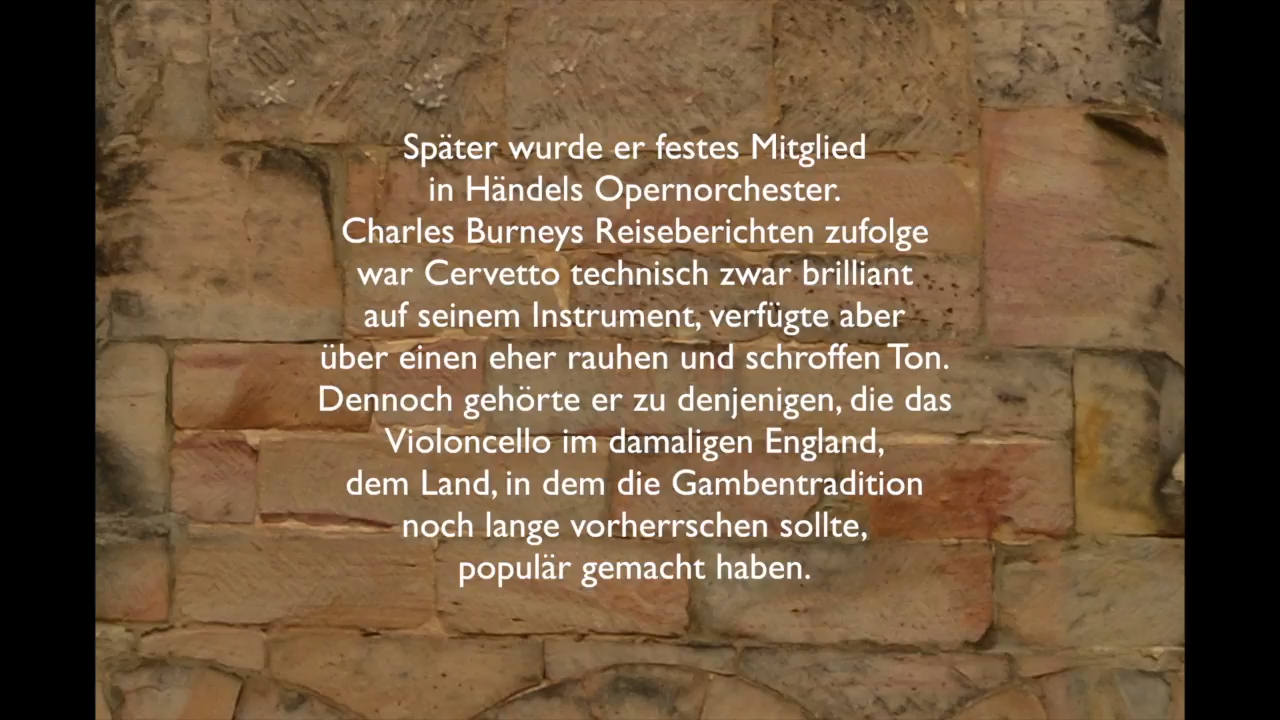 Später wurde er festes Mitglied
in Händels Opernorchester.
Charles Burneys Reiseberichten zufolge
war Cervetto technisch zwar brilliant
auf seinem Instrument, verfügte aber
über einen eher rauhen und schroffen Ton.
Dennoch gehörte er zu denjenigen, die das
Violoncello im damaligen England,
dem Land, in dem die Gambentradition
noch lange vorherrschen sollte,
populär gemacht haben.